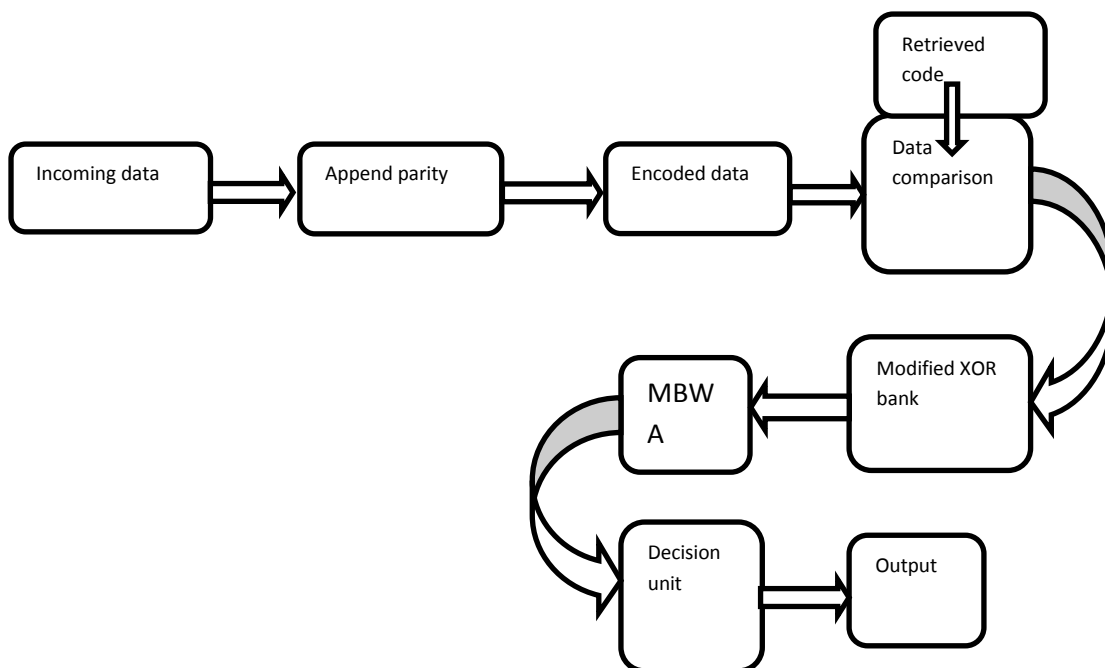 Retrieved
code
Incoming data
Append parity
Encoded data
Data
comparison
Modified XOR
bank
MBW
A
Decision
unit
Output